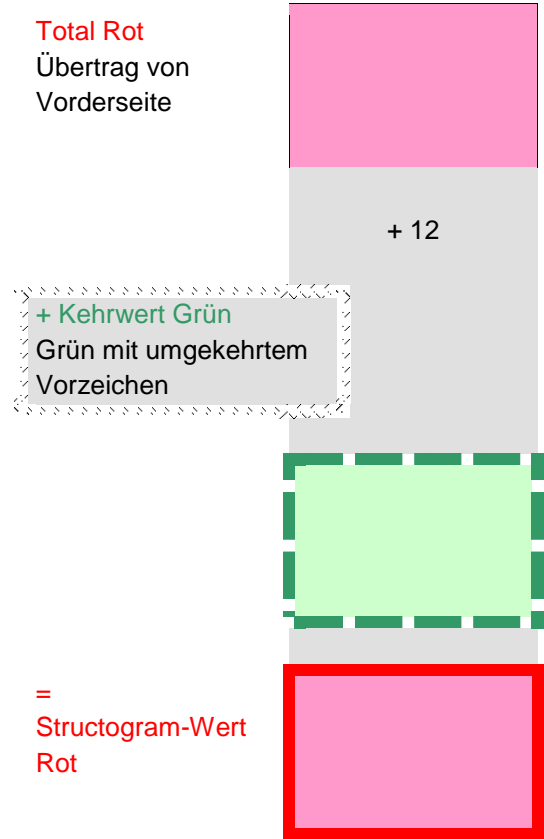 Total Rot
Übertrag von
Vorderseite
+ 12
+ Kehrwert Grün
Grün mit umgekehrtem
Vorzeichen
=
Structogram-Wert
Rot